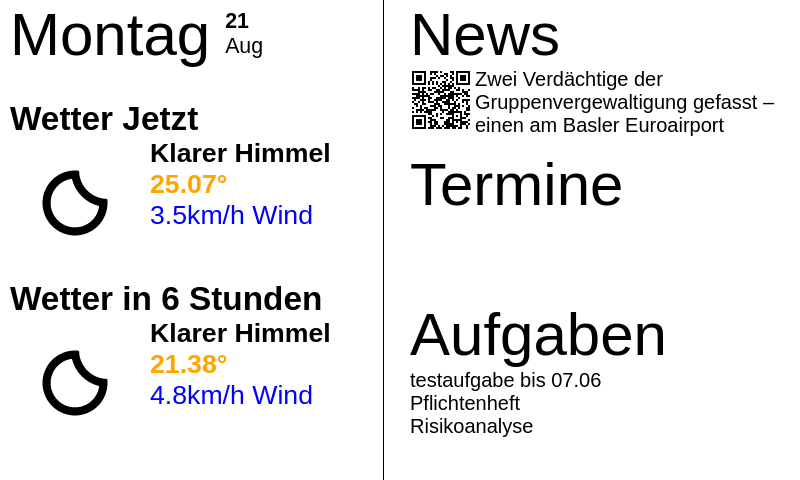 Montag
21
Aug
Wetter Jetzt
Klarer Himmel
25.07°
3.5km/h Wind
Wetter in 6 Stunden
Klarer Himmel
21.38°
4.8km/h Wind
News
Zwei Verdächtige der
Gruppenvergewaltigung gefasst –
einen am Basler Euroairport
Termine
Aufgaben
testaufgabe bis 07.06
Pflichtenheft
Risikoanalyse